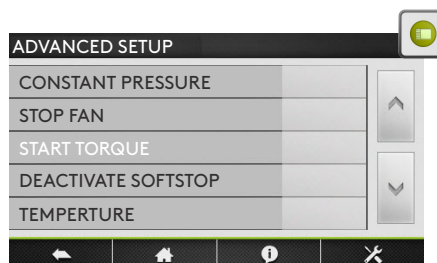 ADVANCED SETUP
CONSTANT PRESSURE
STOP FAN
START TORQUE
DEACTIVATE SOFTSTOP
TEMPERTURE